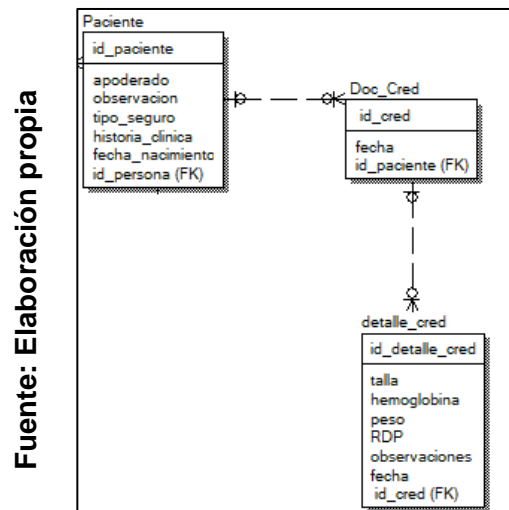 Fuente: Elaboración propia
Paciente
id_paciente
apoderado
observacion
tipo_seguro
historia_clinica
fecha_nacimiento
id_persona (FK)
Doc_Cred
id_cred
fecha
id_paciente (FK)
detalle_cred
id_detalle_cred
talla
hemoglobina
peso
RDP
observaciones
fecha
id_cred (FK)